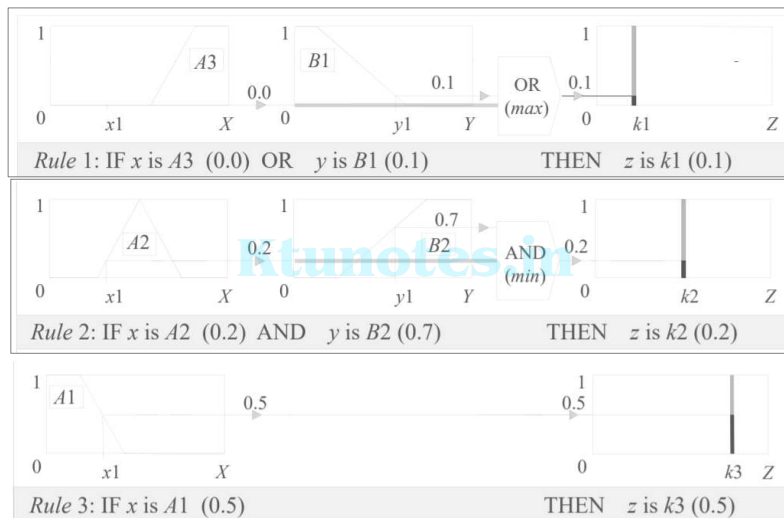 1 1 1
A3 B1 OR (max)
0.0 0.1 0.1
0 x1 X 0 y1 Y 0 k1 Z
Rule 1: IF x is A3 (0.0) OR y is B1 (0.1) THEN z is k1 (0.1)
1 1 1
A2 0.7 B2 AND (min)
0.2 0.2
Ktunotes.in
0 x1 X 0 y1 Y 0 k2 Z
Rule 2: IF x is A2 (0.2) AND y is B2 (0.7) THEN z is k2 (0.2)
1 1
A1 0.5 0.5
0 x1 X 0 k3 Z
Rule 3: IF x is A1 (0.5) THEN z is k3 (0.5)